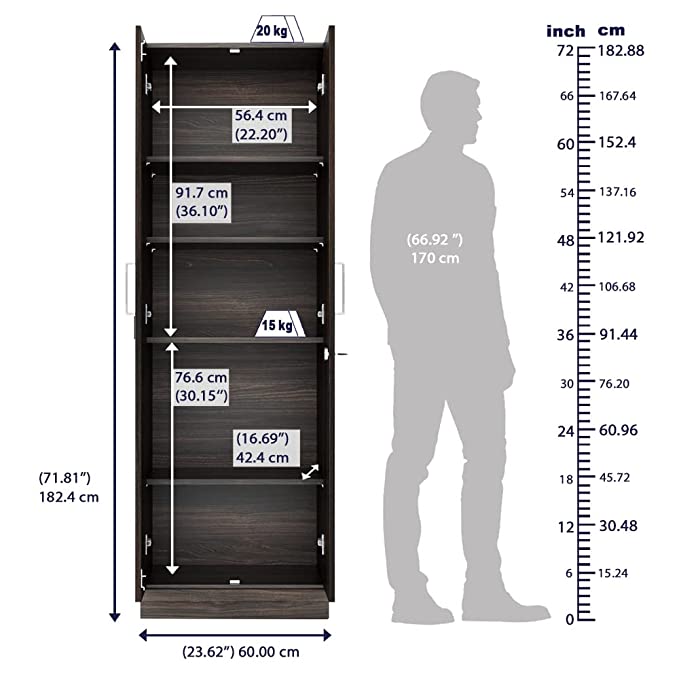 20 kg
56.4 cm
(22.20”)
91.7 cm
(36.10”)
15 kg
76.6 cm
(30.15“)
(16.69”)
42.4 cm
(71.81”)
182.4 cm
(23.62”) 60.00 cm
(66.92 ”)
170 cm
inch cm
72 182.88
66 167.64
60 152.4
54 137.16
48 121.92
42 106.68
36 91.44
30 76.20
24 60.96
18 45.72
12 30.48
6 15.24
0